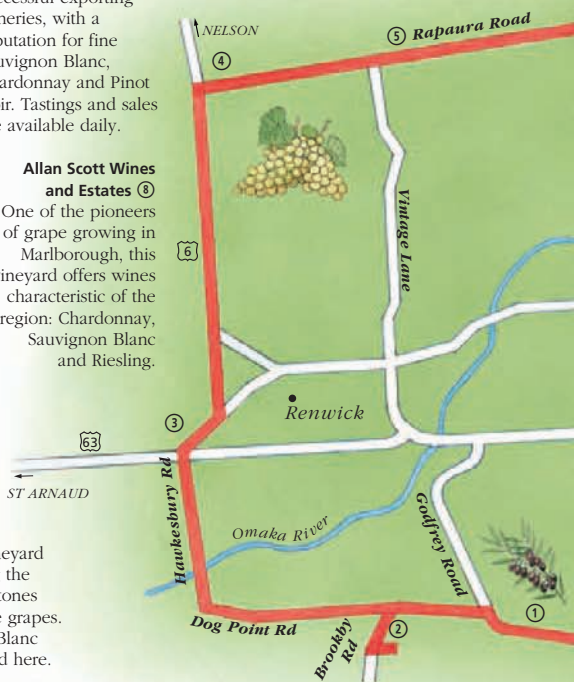 cessful exporting
neries, with a
putation for fine
uvignon Blanc,
ardonnay and Pinot
ir. Tastings and sales
e available daily.
Allan Scott Wines
and Estates ⑧
One of the pioneers
of grape growing in
Marlborough, this
vineyard offers wines
characteristic of the
region: Chardonnay,
Sauvignon Blanc
and Riesling.
eyard
the
tones
e grapes.
Blanc
d here.
NELSON
④
⑤ Rapaura Road
Vintage Lane
6
Renwick
③
63
ST ARNAUD
Hawkesbury Rd
Omaka River
Godfrey Road
Dog Point Rd
Brookby
Rd
②
①